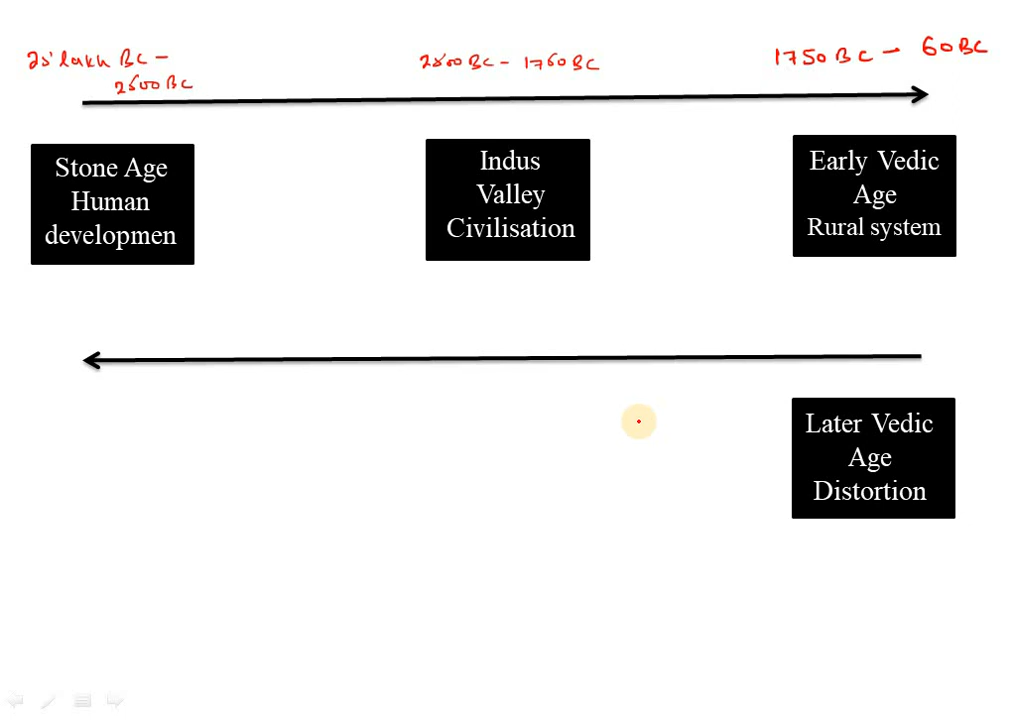 25 lakh BC -
2500 BC
2500 BC - 1750 BC
1750 BC - 60 BC
Stone Age
Human
developmen
Indus
Valley
Civilisation
Early Vedic
Age
Rural system
Later Vedic
Age
Distortion